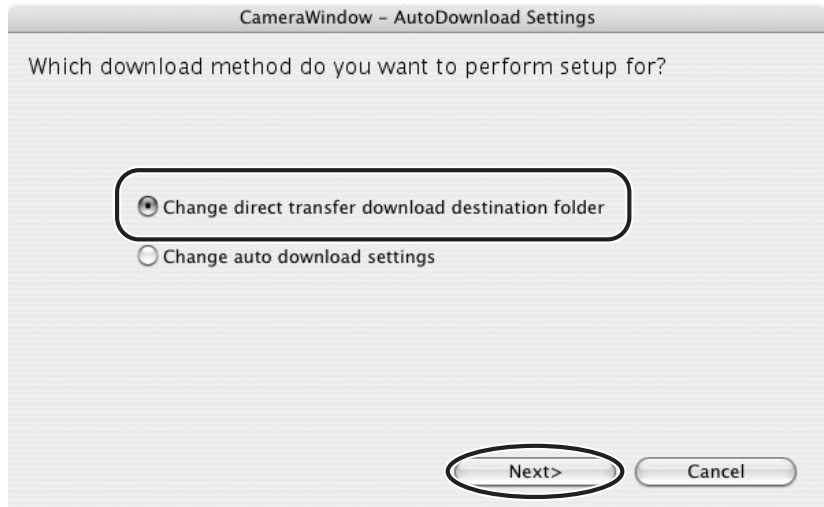 CameraWindow – AutoDownload Settings
Which download method do you want to perform setup for?
Change direct transfer download destination folder
Change auto download settings
Next>
Cancel